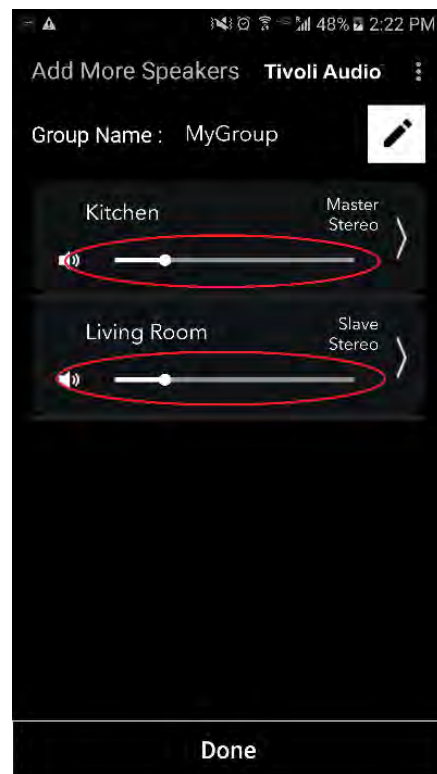 48% 2:22 PM
Add More Speakers Tivoli Audio
Group Name : MyGroup
Kitchen
Master
Stereo
Living Room
Slave
Stereo
Done